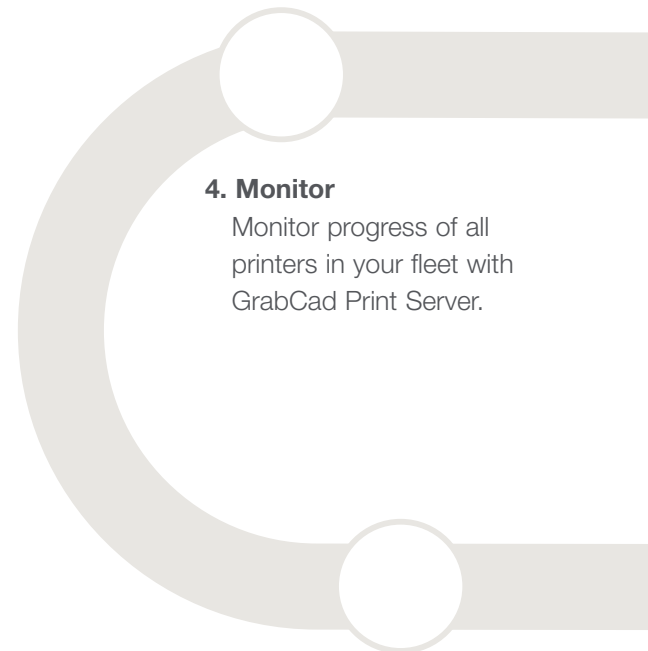 4. Monitor
Monitor progress of all
printers in your fleet with
GrabCad Print Server.